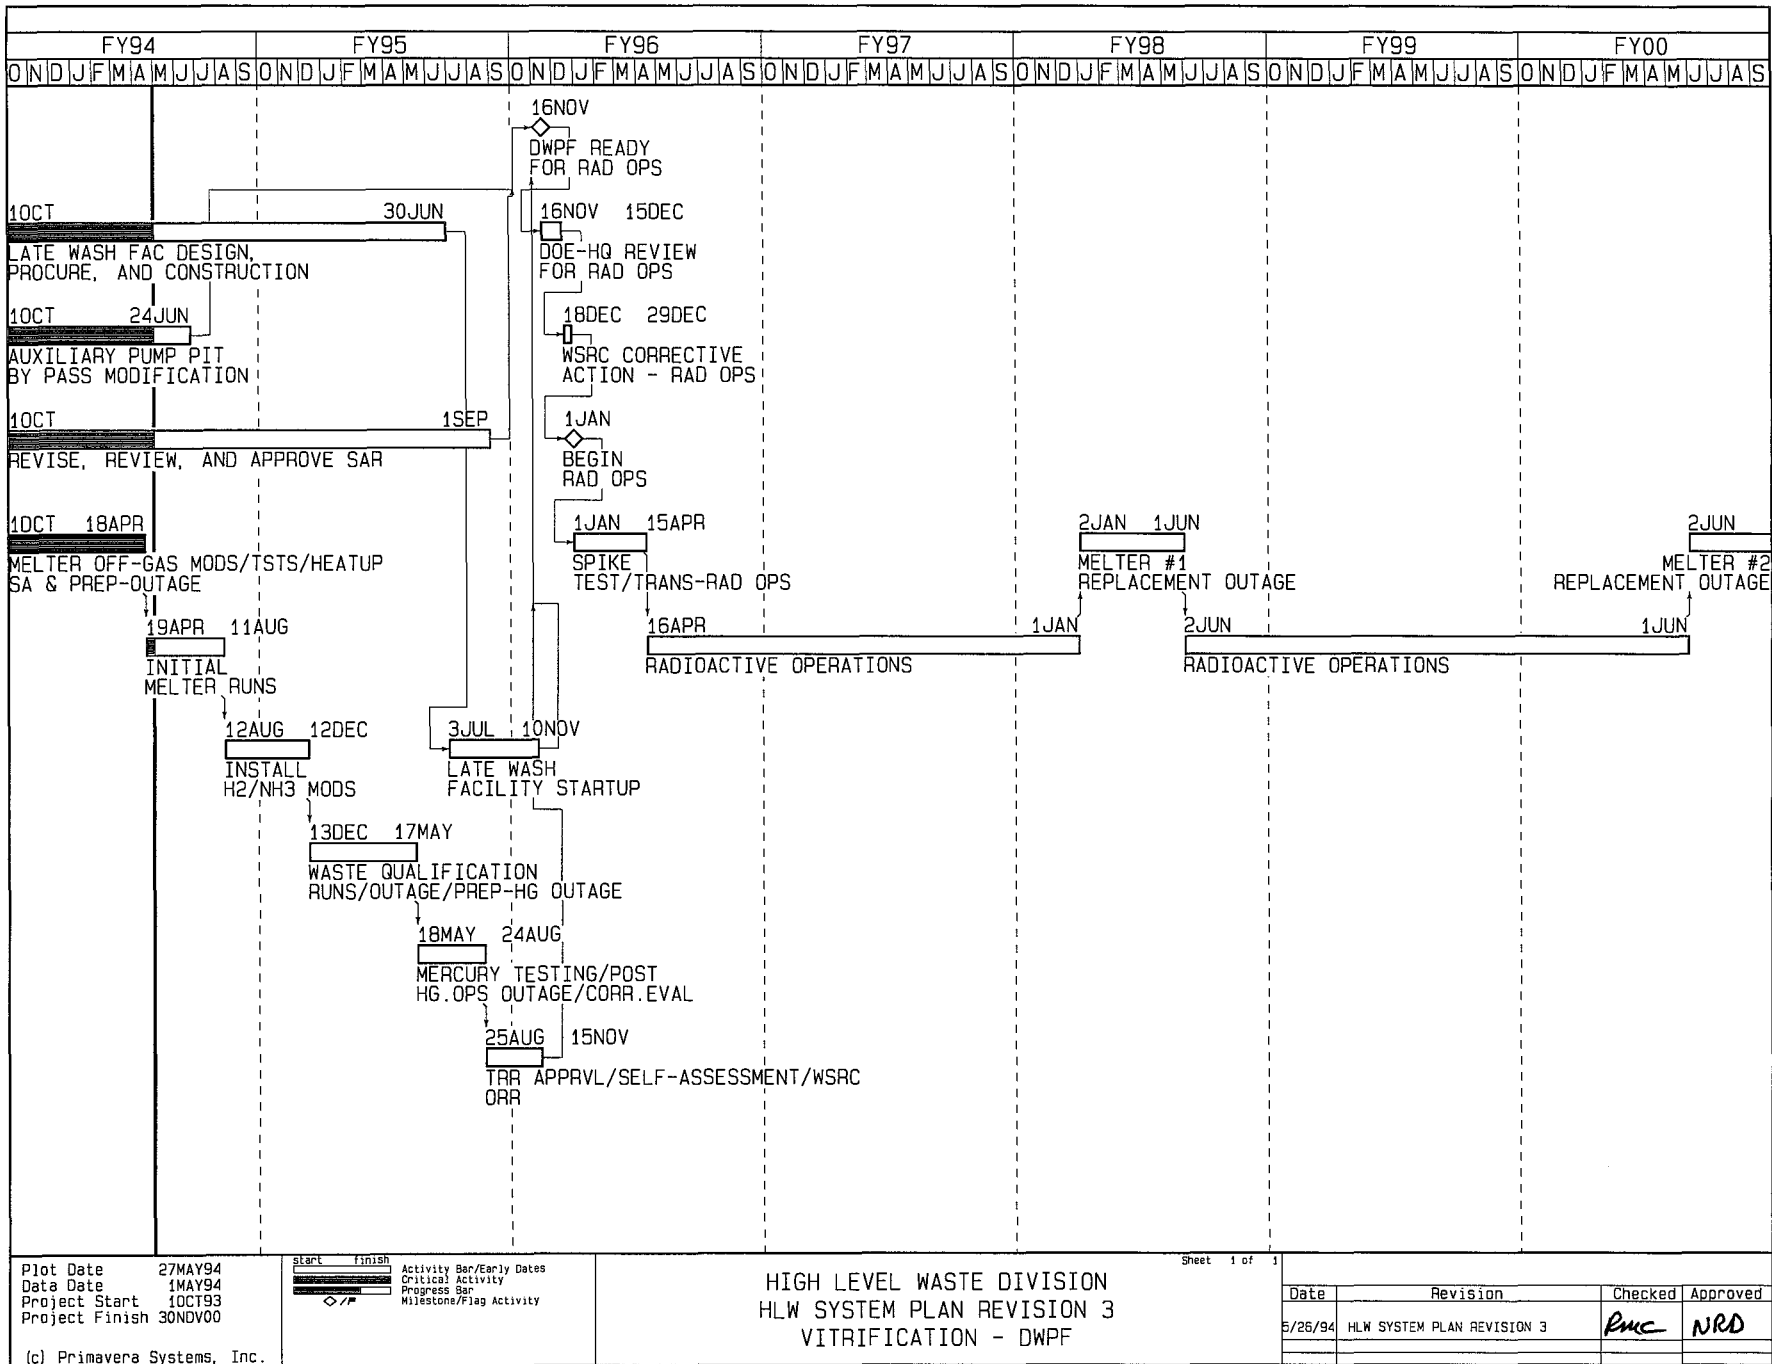 FY94 FY95 FY96 FY97 FY98 FY99 FY00
O N D J F M A M J J A S O N D J F M A M J J A S O N D J F M A M J J A S O N D J F M A M J J A S O N D J F M A M J J A S O N D J F M A M J J A S O N D J F M A M J J A S
16NOV
DWPF READY
FOR RAD OPS
1OCT 30JUN
LATE WASH FAC DESIGN,
PROCURE, AND CONSTRUCTION
16NOV 15DEC
DOE-HQ REVIEW
FOR RAD OPS
1OCT 24JUN
AUXILIARY PUMP PIT
BY PASS MODIFICATION
18DEC 29DEC
WSRC CORRECTIVE
ACTION - RAD OPS
1OCT 1SEP
REVISE, REVIEW, AND APPROVE SAR
1JAN
BEGIN
RAD OPS
1OCT 18APR
MELTER OFF-GAS MODS/TSTS/HEATUP
SA & PREP-OUTAGE
1JAN 15APR
SPIKE
TEST/TRANS-RAD OPS
2JAN 1JUN
MELTER #1
REPLACEMENT OUTAGE
2JUN
MELTER #2
REPLACEMENT OUTAGE
19APR 11AUG
INITIAL
MELTER RUNS
16APR 1JAN
RADIOACTIVE OPERATIONS
2JUN 1JUN
RADIOACTIVE OPERATIONS
12AUG 12DEC
INSTALL
H2/NH3 MODS
3JUL 10NOV
LATE WASH
FACILITY STARTUP
13DEC 17MAY
WASTE QUALIFICATION
RUNS/OUTAGE/PREP-HG OUTAGE
18MAY 24AUG
MERCURY TESTING/POST
HG.OPS OUTAGE/CORR.EVAL
25AUG 15NOV
TRR APPRVL/SELF-ASSESSMENT/WSRC
ORR
Plot Date 27MAY94
Data Date 1MAY94
Project Start 1OCT93
Project Finish 30NOV00
(c) Primavera Systems, Inc.
start finish
Activity Bar/Early Dates
Critical Activity
Progress Bar
Milestone/Flag Activity
HIGH LEVEL WASTE DIVISION
HLW SYSTEM PLAN REVISION 3
VITRIFICATION - DWPF
Sheet 1 of 1
Date Revision Checked Approved
5/26/94 HLW SYSTEM PLAN REVISION 3 RMC NRD